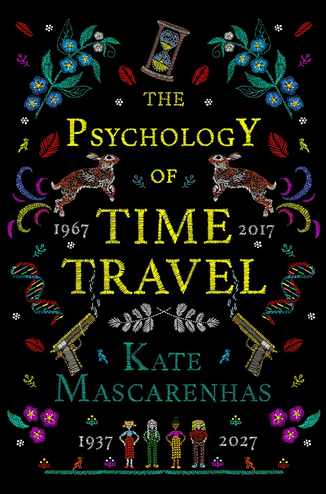 THE
PSYCHOLOGY
OF
1967 TIME 2017
TRAVEL
KATE
MASCARENHAS
1937 2027